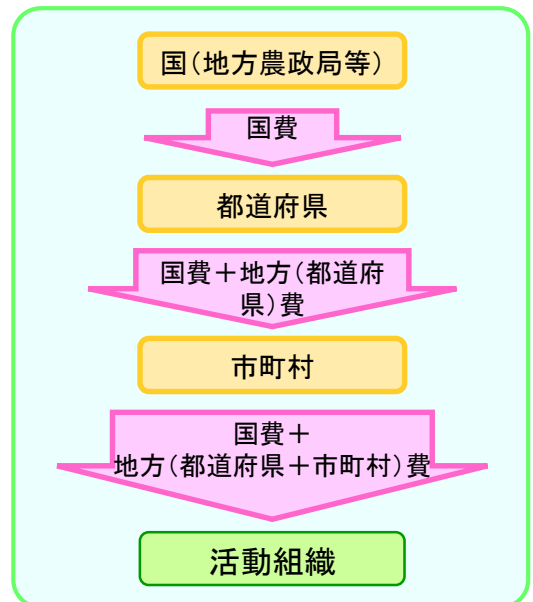 国(地方農政局等)
国費
都道府県
国費＋地方(都道府
県)費
市町村
国費＋
地方(都道府県＋市町村)費
活動組織